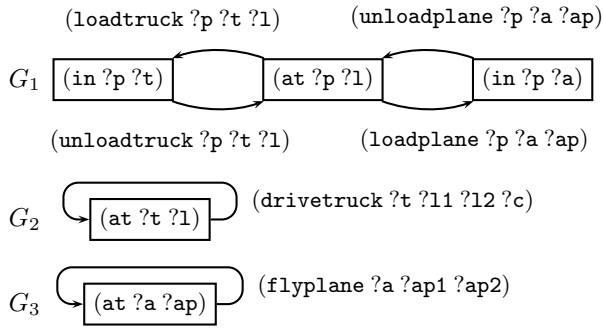 (loadtruck ?p ?t ?l) (unloadplane ?p ?a ?ap)
G1 (in ?p ?t) (at ?p ?l) (in ?p ?a)
(unloadtruck ?p ?t ?l) (loadplane ?p ?a ?ap)
(drivetruck ?t ?l1 ?l2 ?c)
G2 (at ?t ?l)
(flyplane ?a ?ap1 ?ap2)
G3 (at ?a ?ap)